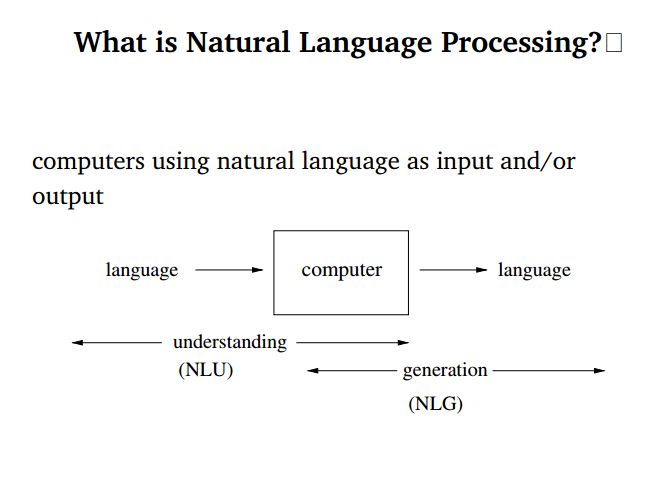 What is Natural Language Processing?
computers using natural language as input and/or
output
language computer language
understanding
(NLU)
generation
(NLG)